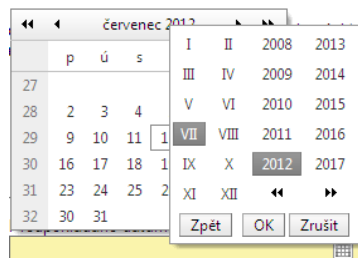 červenec 2012
p ú s
27
28 2 3 4
29 9 10 11 1
30 16 17 18 1
31 23 24 25 2
32 30 31
I II 2008 2013
III IV 2009 2014
V VI 2010 2015
VII VIII 2011 2016
IX X 2012 2017
XI XII
Zpět OK Zrušit